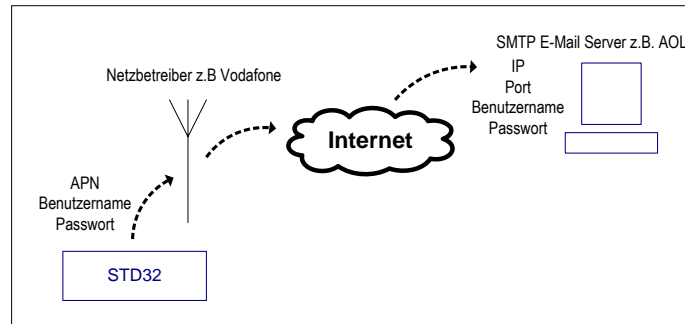 SMTP E-Mail Server z.B. AOL
IP
Port
Benutzername
Passwort
Netzbetreiber z.B Vodafone
Internet
APN
Benutzername
Passwort
STD32